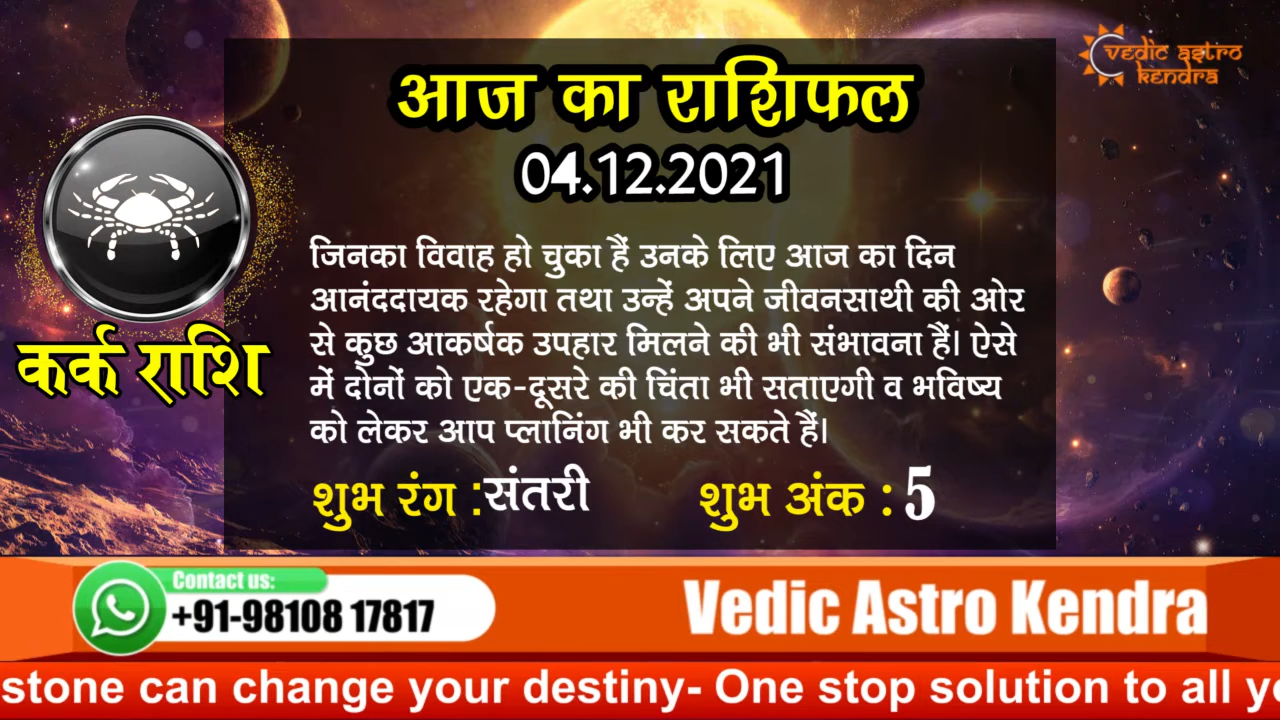 vedic astro
kendra
आज का राशिफल
04.12.2021
कर्क राशि
जिनका विवाह हो चुका हैं उनके लिए आज का दिन
आनंददायक रहेगा तथा उन्हें अपने जीवनसाथी की ओर
से कुछ आकर्षक उपहार मिलने की भी संभावना हैं। ऐसे
में दोनों को एक-दूसरे की चिंता भी सताएगी व भविष्य
को लेकर आप प्लानिंग भी कर सकते हैं।
शुभ रंग :संतरी
शुभ अंक : 5
Contact us:
+91-98108 17817
Vedic Astro Kendra
stone can change your destiny- One stop solution to all